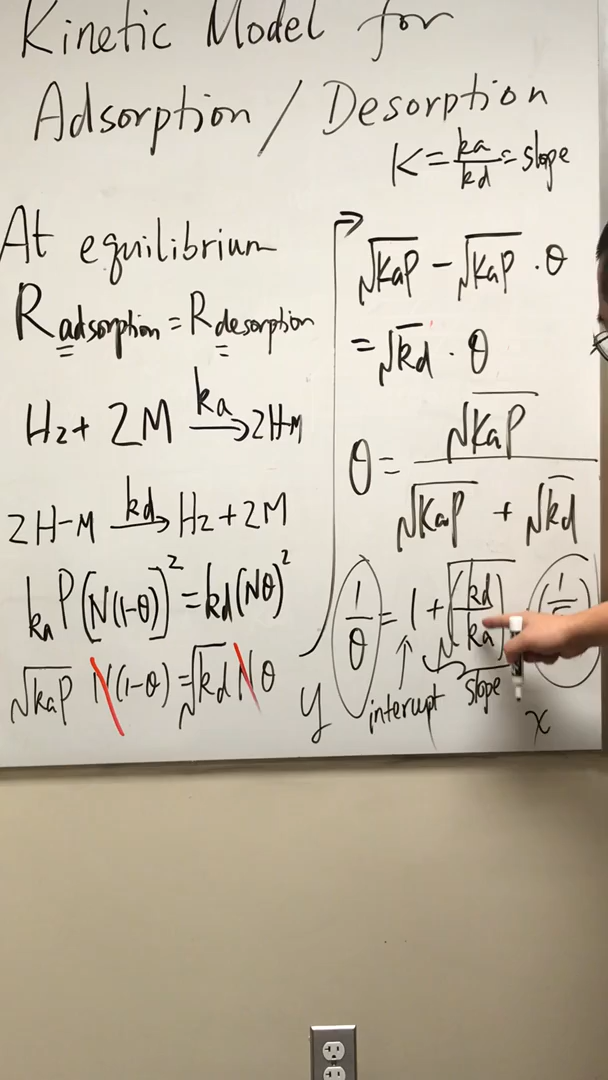 Kinetic Model for
Adsorption / Desorption
K = ka/kd = slope
At equilibrium
Radsorption = Rdesorption
H2 + 2M ka→ 2H-M
2H-M kd→ H2 + 2M
kaP(N(1-θ))² = kd(Nθ)²
√kaP N(1-θ) = √kd Nθ
√kaP - √kaP · θ
= √kd · θ
θ = √kaP / √kaP + √kd
1/θ = 1 + √(kd/ka) · (1/
y interupt slope x